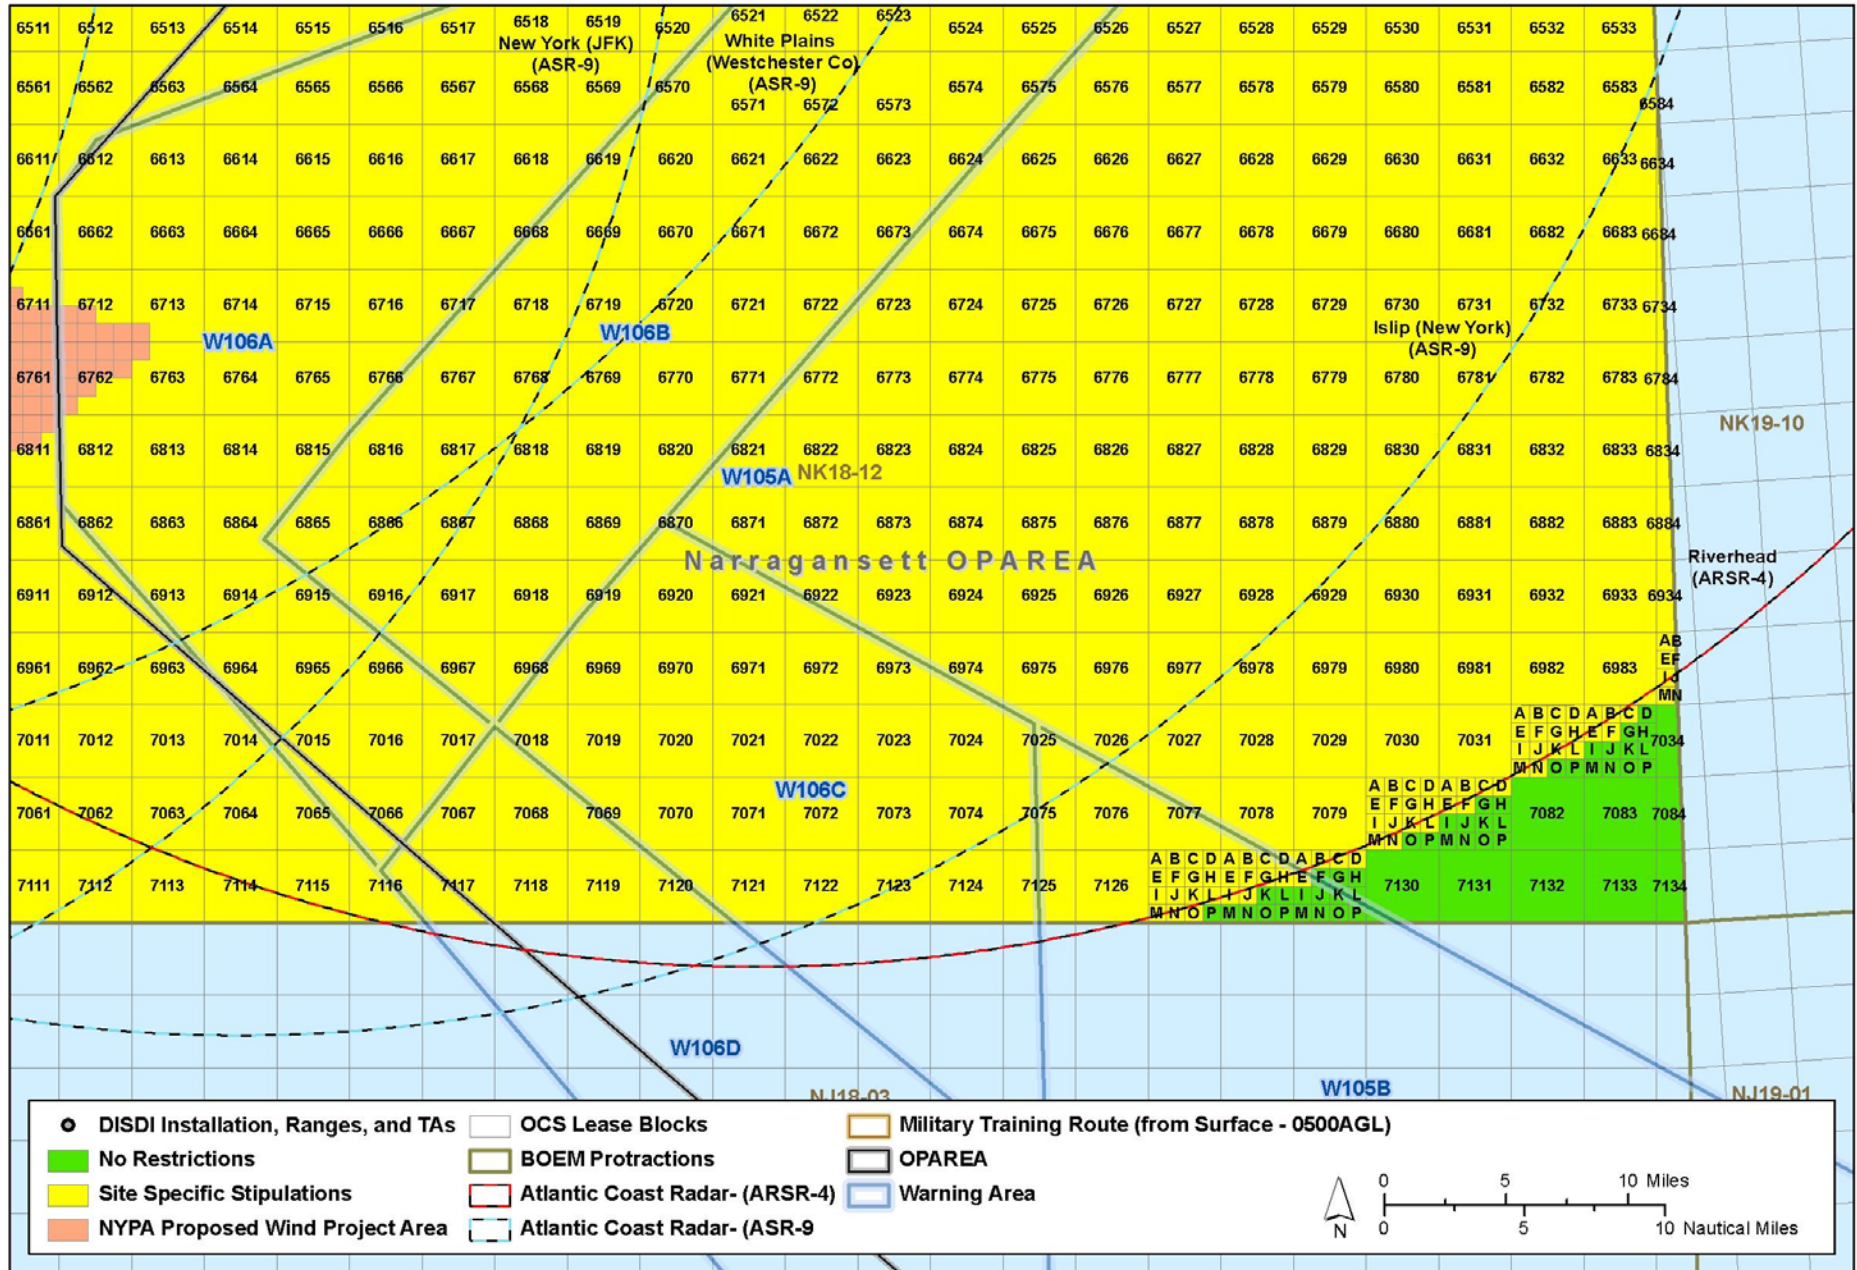 6511 6512 6513 6514 6515 6516 6517 6518 6519 6520 6521 6522 6523 6524 6525 6526 6527 6528 6529 6530 6531 6532 6533
New York (JFK)
(ASR-9)
White Plains
(Westchester Co)
(ASR-9)
6561 6562 6563 6564 6565 6566 6567 6568 6569 6570 6571 6572 6573 6574 6575 6576 6577 6578 6579 6580 6581 6582 6583 6584
6611 6612 6613 6614 6615 6616 6617 6618 6619 6620 6621 6622 6623 6624 6625 6626 6627 6628 6629 6630 6631 6632 6633 6634
6661 6662 6663 6664 6665 6666 6667 6668 6669 6670 6671 6672 6673 6674 6675 6676 6677 6678 6679 6680 6681 6682 6683 6684
6711 6712 6713 6714 6715 6716 6717 6718 6719 6720 6721 6722 6723 6724 6725 6726 6727 6728 6729 6730 6731 6732 6733 6734
W106A W106B
Islip (New York)
(ASR-9)
6761 6762 6763 6764 6765 6766 6767 6768 6769 6770 6771 6772 6773 6774 6775 6776 6777 6778 6779 6780 6781 6782 6783 6784
NK19-10
6811 6812 6813 6814 6815 6816 6817 6818 6819 6820 6821 6822 6823 6824 6825 6826 6827 6828 6829 6830 6831 6832 6833 6834
W105A NK18-12
6861 6862 6863 6864 6865 6866 6867 6868 6869 6870 6871 6872 6873 6874 6875 6876 6877 6878 6879 6880 6881 6882 6883 6884
Narragansett OPAREA
Riverhead
(ARSR-4)
6911 6912 6913 6914 6915 6916 6917 6918 6919 6920 6921 6922 6923 6924 6925 6926 6927 6928 6929 6930 6931 6932 6933 6934
6961 6962 6963 6964 6965 6966 6967 6968 6969 6970 6971 6972 6973 6974 6975 6976 6977 6978 6979 6980 6981 6982 6983
A B
E F
I J
M N
7011 7012 7013 7014 7015 7016 7017 7018 7019 7020 7021 7022 7023 7024 7025 7026 7027 7028 7029 7030 7031 7034
A B C D A B C D
E F G H E F G H
I J K L I J K L
M N O P M N O P
W106C
7061 7062 7063 7064 7065 7066 7067 7068 7069 7070 7071 7072 7073 7074 7075 7076 7077 7078 7079 7082 7083 7084
A B C D A B C D
E F G H E F G H
I J K L I J K L
M N O P M N O P
7111 7112 7113 7114 7115 7116 7117 7118 7119 7120 7121 7122 7123 7124 7125 7126 7130 7131 7132 7133 7134
A B C D A B C D A B C D
E F G H E F G H E F G H
I J K L I J K L I J K L
M N O P M N O P M N O P
W106D
W105B
NJ18-03
NJ19-01
DISDI Installation, Ranges, and TAs
No Restrictions
Site Specific Stipulations
NYPA Proposed Wind Project Area
OCS Lease Blocks
BOEM Protractions
Atlantic Coast Radar- (ARSR-4)
Atlantic Coast Radar- (ASR-9
Military Training Route (from Surface - 0500AGL)
OPAREA
Warning Area
N
0 5 10 Miles
0 5 10 Nautical Miles